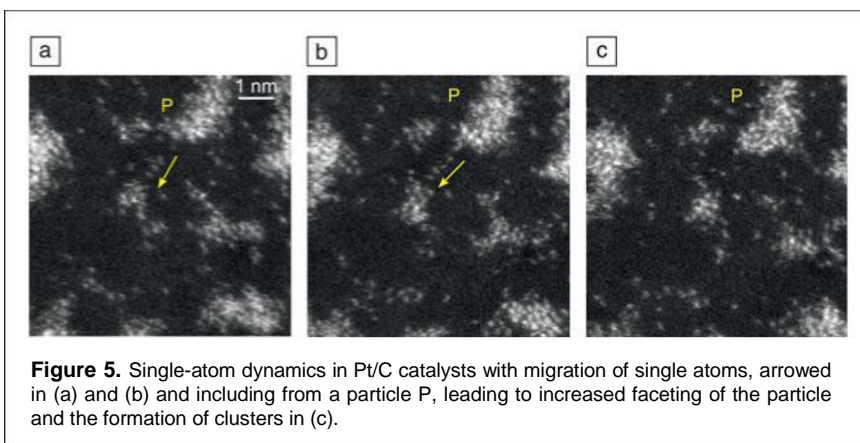 a
b
c
P
1 nm
P
P
Figure 5. Single-atom dynamics in Pt/C catalysts with migration of single atoms, arrowed
in (a) and (b) and including from a particle P, leading to increased faceting of the particle
and the formation of clusters in (c).